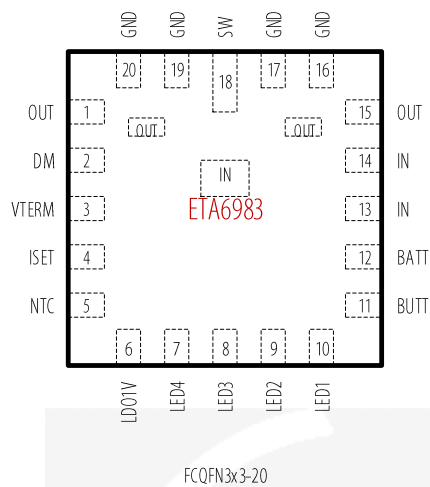 GND GND SW GND GND
20 19 18 17 16
OUT 1 15 OUT
OUT OUT
DM 2 14 IN
IN
VTERM 3 ETA6983 13 IN
ISET 4 12 BATT
NTC 5 11 BUTT
6 7 8 9 10
LDO1V LED4 LED3 LED2 LED1
FCQFN3x3-20